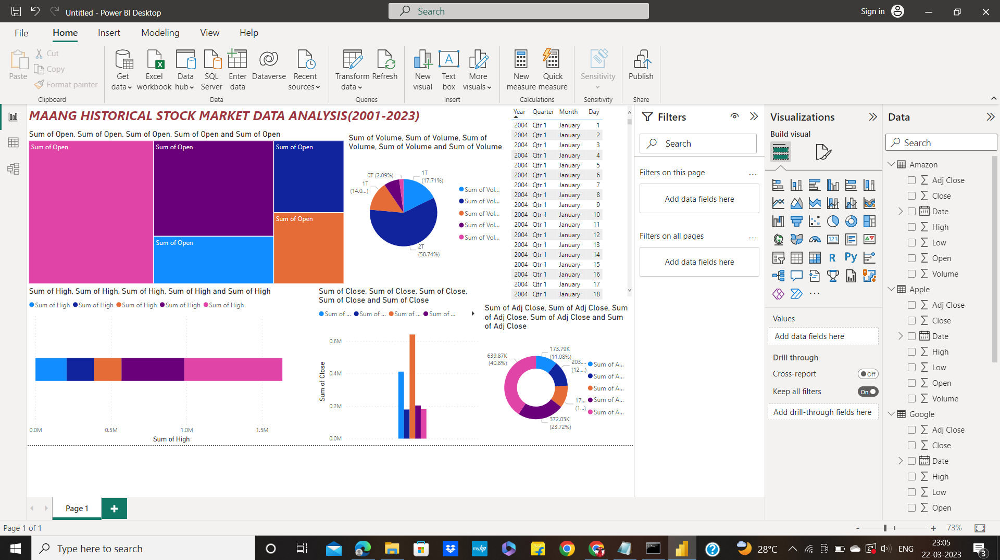 Untitled - Power BI Desktop
Search
Sign in
File Home Insert Modeling View Help
Paste
Cut
Copy
Format painter
Clipboard
Get data
Excel workbook
Data hub
SQL Server
Enter data
Dataverse
Recent sources
Data
Transform data
Refresh
Queries
New visual
Text box
More visuals
Insert
New measure
Quick measure
Calculations
Sensitivity
Sensitivity
Publish
Share
MAANG HISTORICAL STOCK MARKET DATA ANALYSIS(2001-2023)
Sum of Open, Sum of Open, Sum of Open, Sum of Open and Sum of Open
Sum of Open
Sum of Open
Sum of Open
Sum of Open
Sum of Open
Sum of Volume, Sum of Volume, Sum of
Volume, Sum of Volume and Sum of Volume
0T (2.09%)
1T
(17.71%)
1T
(14.0...)
2T
(58.74%)
Sum of Vol...
Sum of Vol...
Sum of Vol...
Sum of Vol...
Sum of Vol...
Year Quarter Month Day
2004 Qtr 1 January 1
2004 Qtr 1 January 2
2004 Qtr 1 January 3
2004 Qtr 1 January 4
2004 Qtr 1 January 5
2004 Qtr 1 January 6
2004 Qtr 1 January 7
2004 Qtr 1 January 8
2004 Qtr 1 January 9
2004 Qtr 1 January 10
2004 Qtr 1 January 11
2004 Qtr 1 January 12
2004 Qtr 1 January 13
2004 Qtr 1 January 14
2004 Qtr 1 January 15
2004 Qtr 1 January 16
2004 Qtr 1 January 17
2004 Qtr 1 January 18
Sum of High, Sum of High, Sum of High, Sum of High and Sum of High
Sum of High Sum of High Sum of High Sum of High Sum of High
0.0M 0.5M 1.0M 1.5M
Sum of High
Sum of Close, Sum of Close, Sum of Close,
Sum of Close and Sum of Close
Sum of ... Sum of ... Sum of ... Sum of ...
0.6M
0.4M
0.2M
0.0M
Sum of Close
Sum of Adj Close, Sum of Adj Close, Sum
of Adj Close, Sum of Adj Close and Sum
of Adj Close
639.87K
(40.8%)
173.79K
(11.08%)
203....
(12....)
17...
(1...)
372.03K
(23.72%)
Sum of A...
Sum of A...
Sum of A...
Sum of A...
Sum of A...
Filters
Search
Filters on this page ...
Add data fields here
Filters on all pages ...
Add data fields here
Visualizations
Build visual
123
R
Py
...
Values
Add data fields here
Drill through
Cross-report Off
Keep all filters On
Add drill-through fields here
Data
Search
Amazon
Adj Close
Close
Date
High
Low
Open
Volume
Apple
Adj Close
Close
Date
High
Low
Open
Volume
Google
Adj Close
Close
Date
High
Low
Open
Page 1
Page 1 of 1
- + 73%
Type here to search
myhp
28°C
ENG
23:05
22-03-2023
3